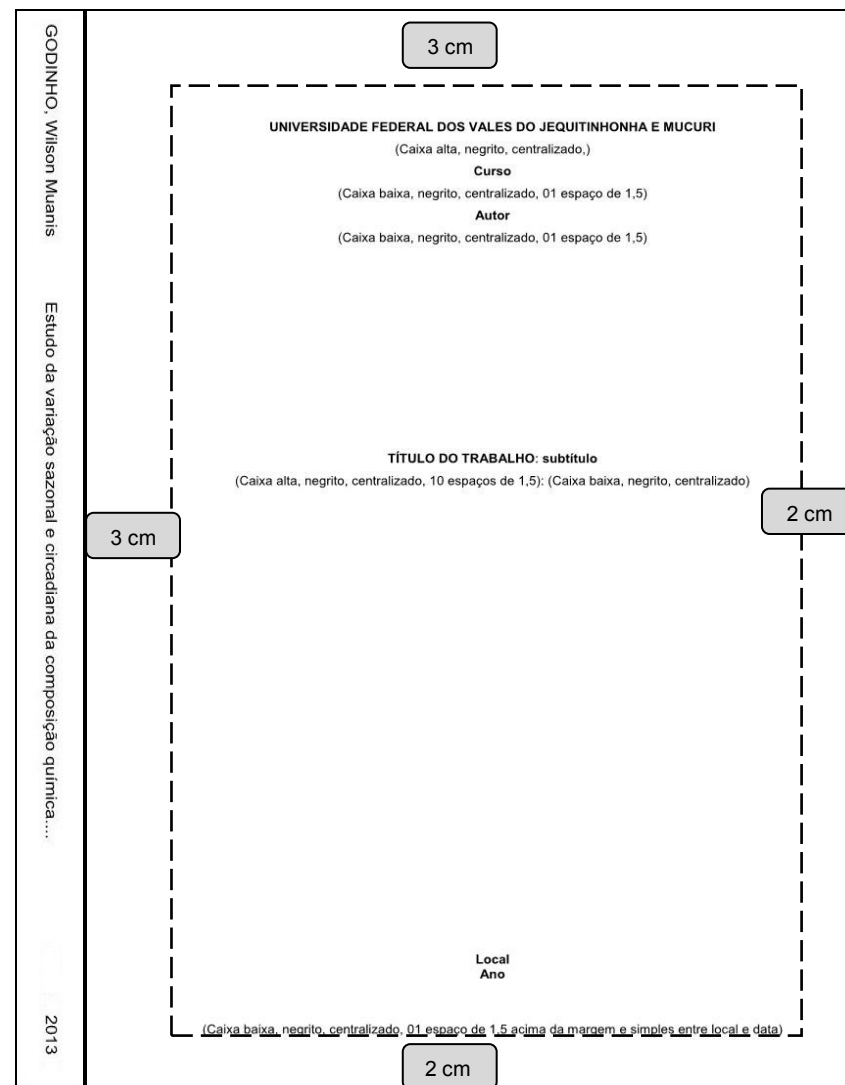 GODINHO, Wilson Muanis
Estudo da variação sazonal e circadiana da composição química....
2013
3 cm
UNIVERSIDADE FEDERAL DOS VALES DO JEQUITINHONHA E MUCURI
(Caixa alta, negrito, centralizado,)
Curso
(Caixa baixa, negrito, centralizado, 01 espaço de 1,5)
Autor
(Caixa baixa, negrito, centralizado, 01 espaço de 1,5)
TÍTULO DO TRABALHO: subtítulo
(Caixa alta, negrito, centralizado, 10 espaços de 1,5): (Caixa baixa, negrito, centralizado)
2 cm
3 cm
Local
Ano
(Caixa baixa, negrito, centralizado, 01 espaço de 1,5 acima da margem e simples entre local e data)
2 cm